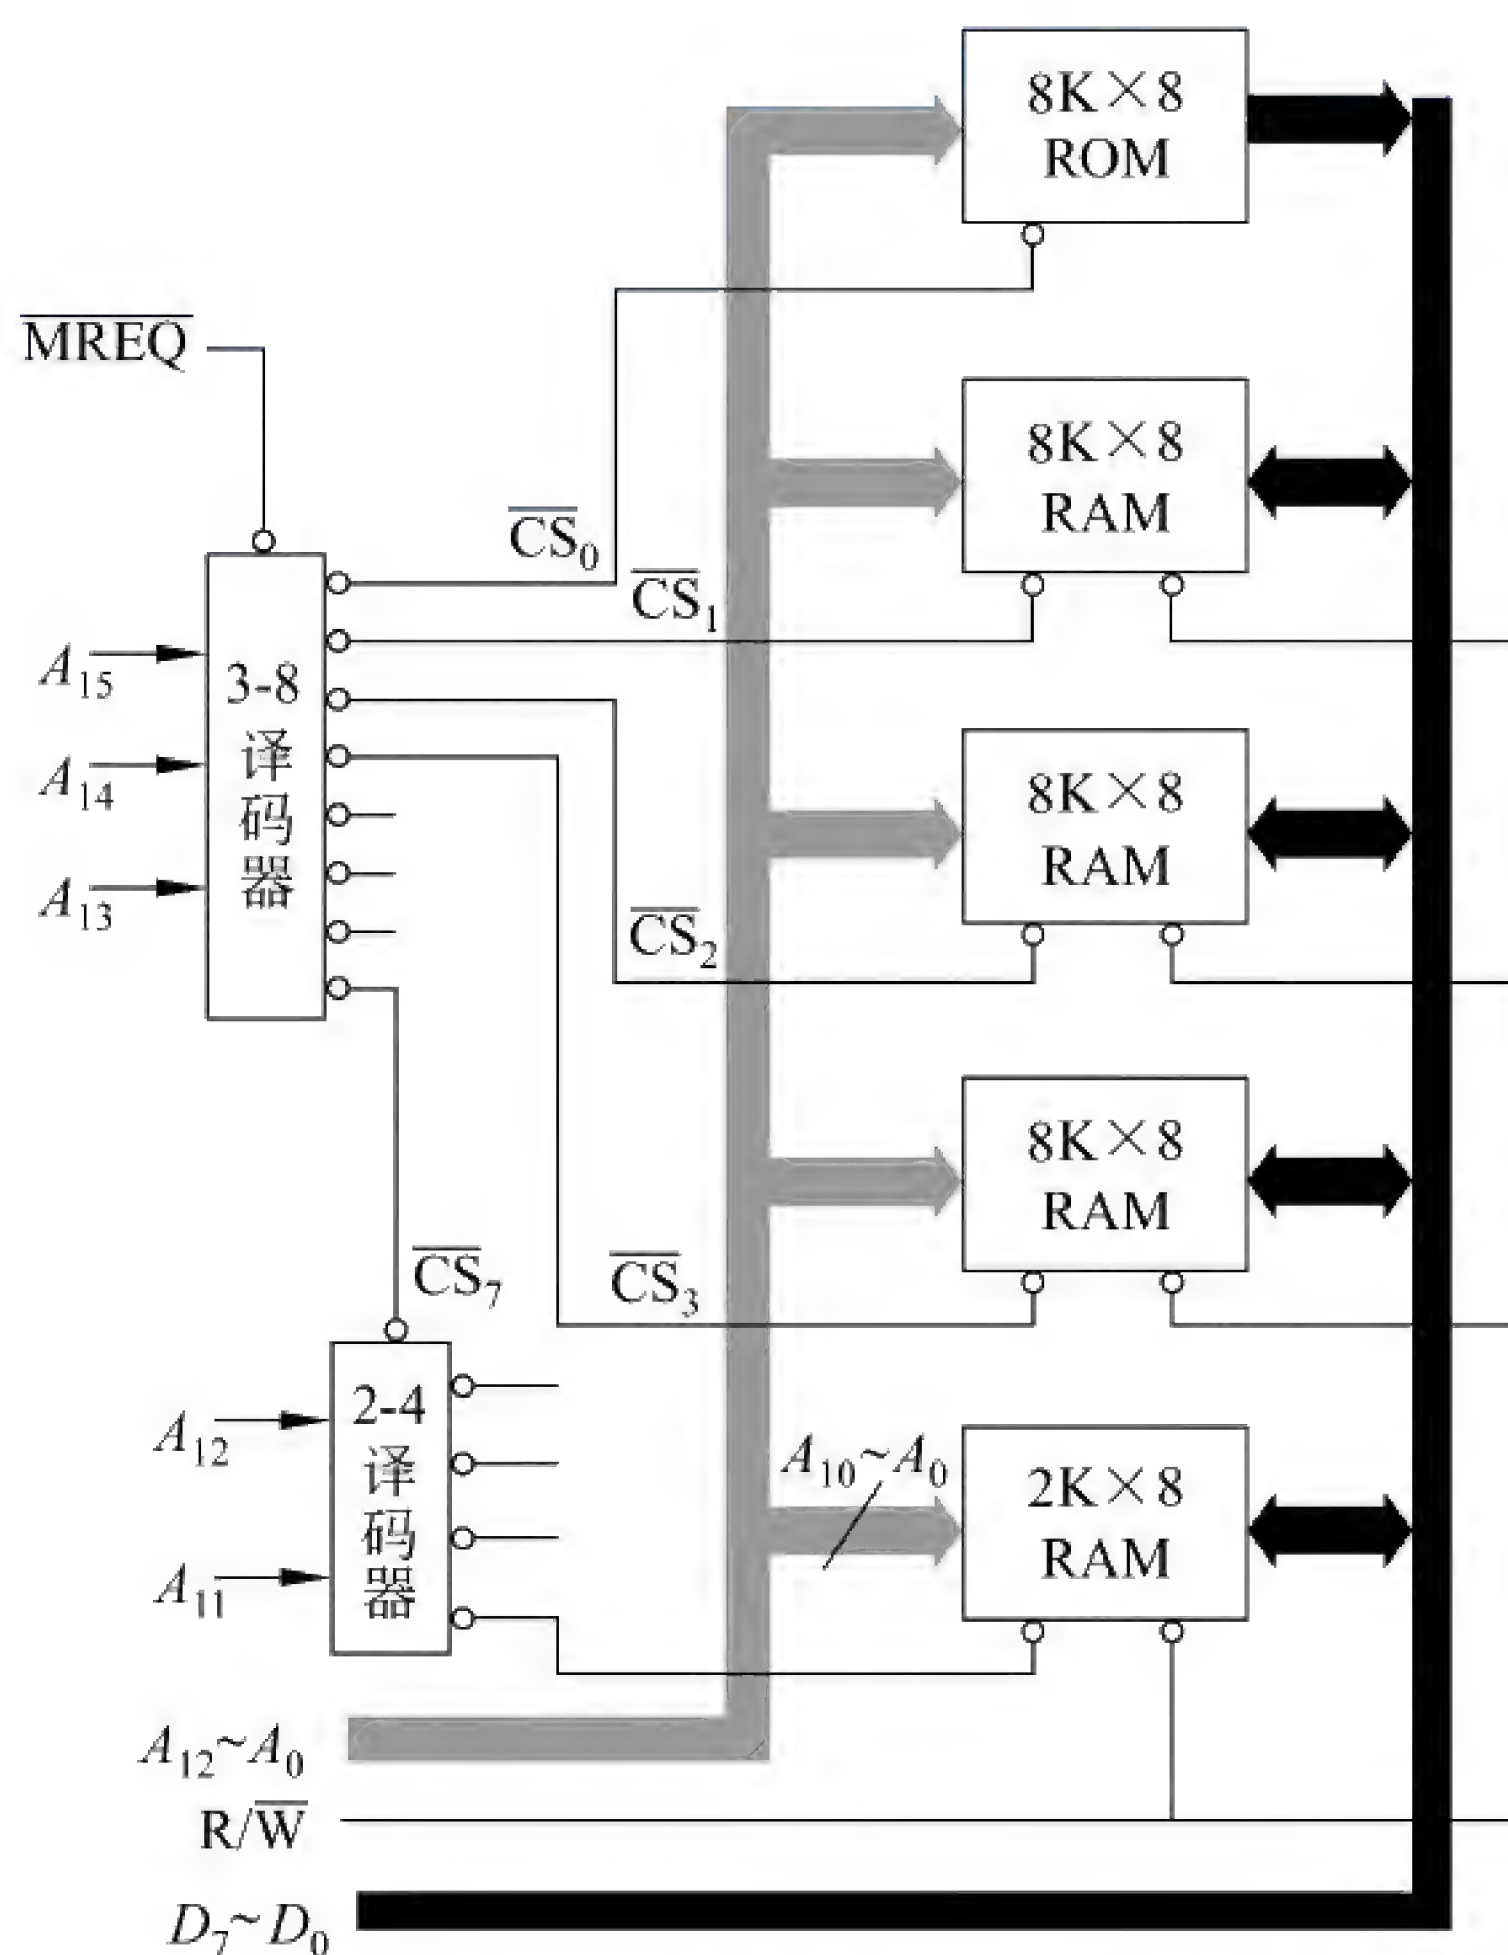 8K×8
ROM
MREQ
8K×8
RAM
CS₀
CS₁
A₁₅
3-8
译
码
器
A₁₄
A₁₃
8K×8
RAM
CS₂
8K×8
RAM
CS₇
CS₃
A₁₂
2-4
译
码
器
A₁₁
A₁₀~A₀
2K×8
RAM
A₁₂~A₀
R/W
D₇~D₀